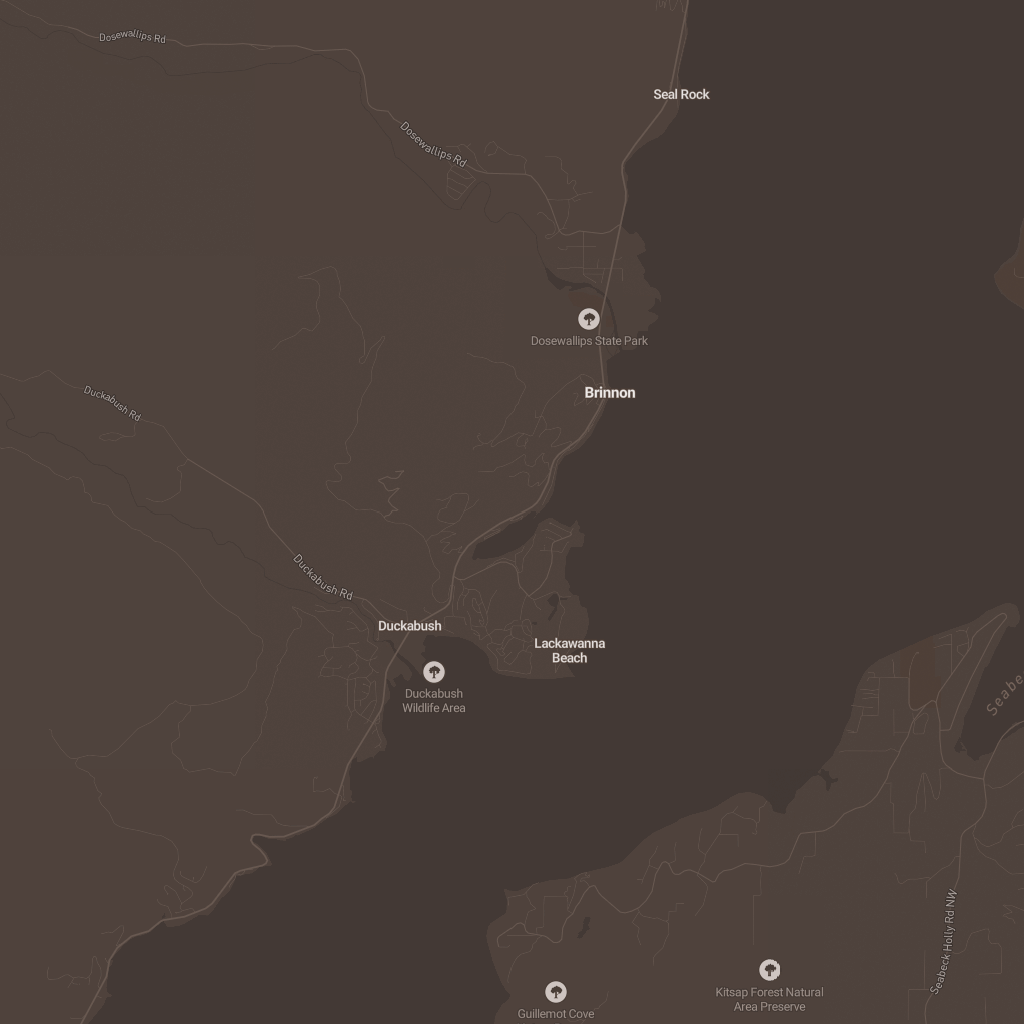 Dosewallips Rd
Seal Rock
Dosewallips Rd
Dosewallips State Park
Brinnon
Duckabush Rd
Duckabush Rd
Duckabush
Lackawanna
Beach
Duckabush
Wildlife Area
Seabe
Seabeck Holly Rd NW
Kitsap Forest Natural
Area Preserve
Guillemot Cove